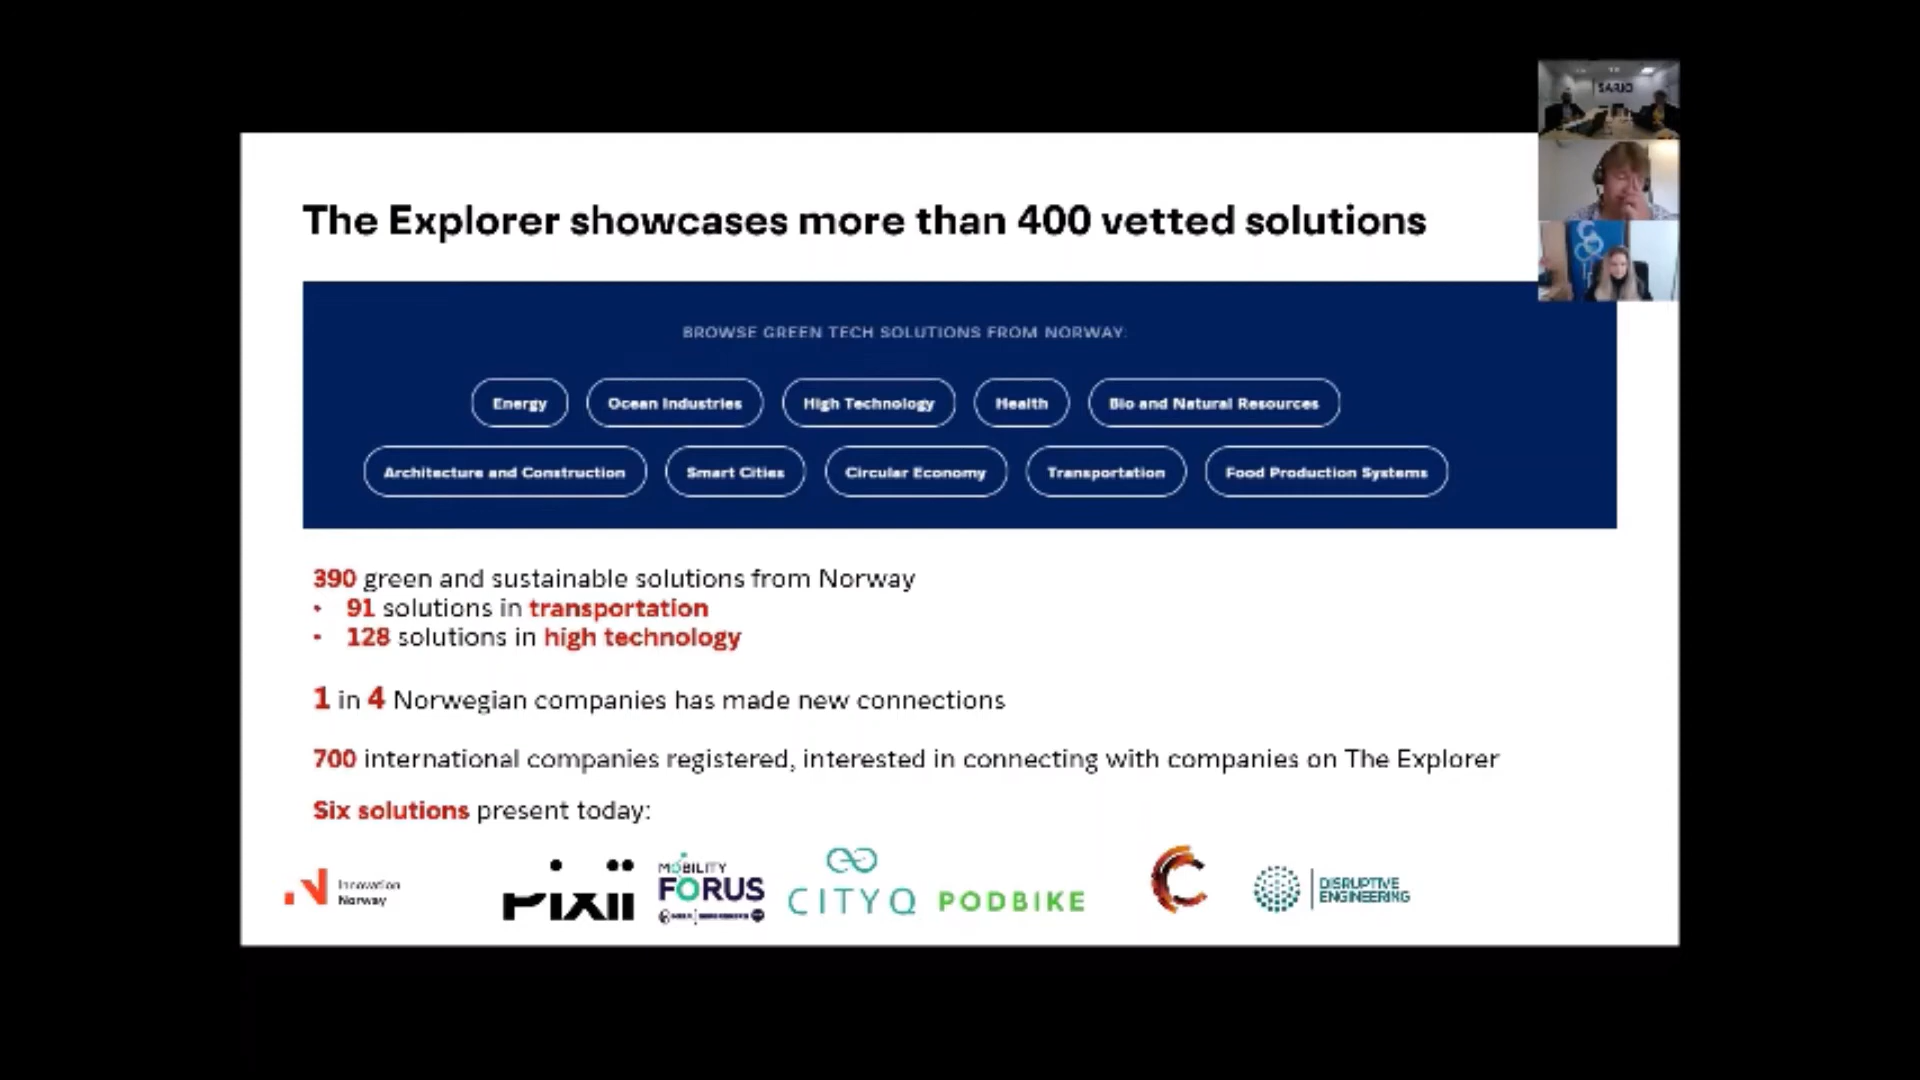 SARIO
The Explorer showcases more than 400 vetted solutions
BROWSE GREEN TECH SOLUTIONS FROM NORWAY:
Energy
Ocean Industries
High Technology
Health
Bio and Natural Resources
Architecture and Construction
Smart Cities
Circular Economy
Transportation
Food Production Systems
390 green and sustainable solutions from Norway
• 91 solutions in transportation
• 128 solutions in high technology
1 in 4 Norwegian companies has made new connections
700 international companies registered, interested in connecting with companies on The Explorer
Six solutions present today:
Innovation
Norway
PIXII
MOBILITY
FORUS
CITYQ
PODBIKE
C
DISRUPTIVE
ENGINEERING